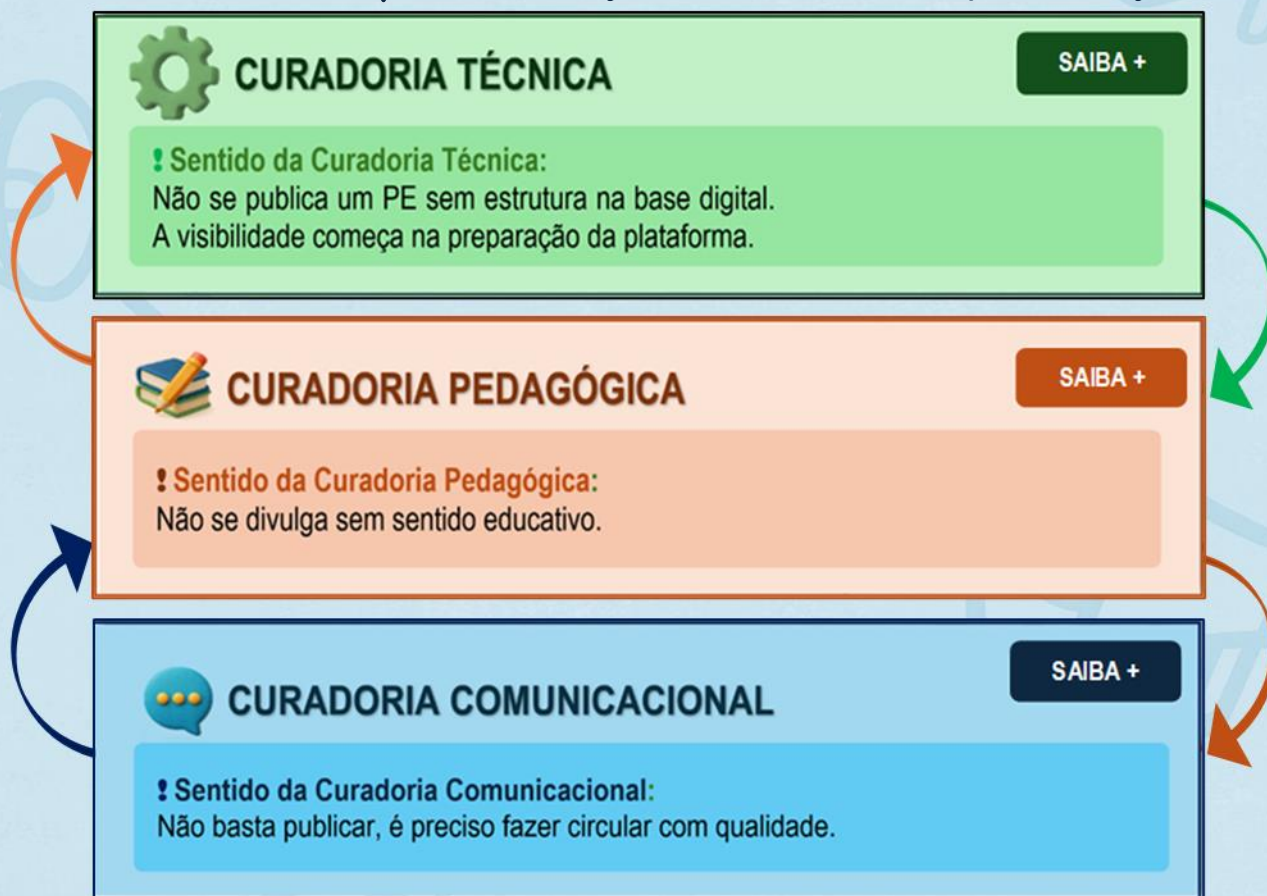 CURADORIA TÉCNICA
SAIBA +
! Sentido da Curadoria Técnica:
Não se publica um PE sem estrutura na base digital.
A visibilidade começa na preparação da plataforma.
CURADORIA PEDAGÓGICA
SAIBA +
! Sentido da Curadoria Pedagógica:
Não se divulga sem sentido educativo.
CURADORIA COMUNICACIONAL
SAIBA +
! Sentido da Curadoria Comunicacional:
Não basta publicar, é preciso fazer circular com qualidade.